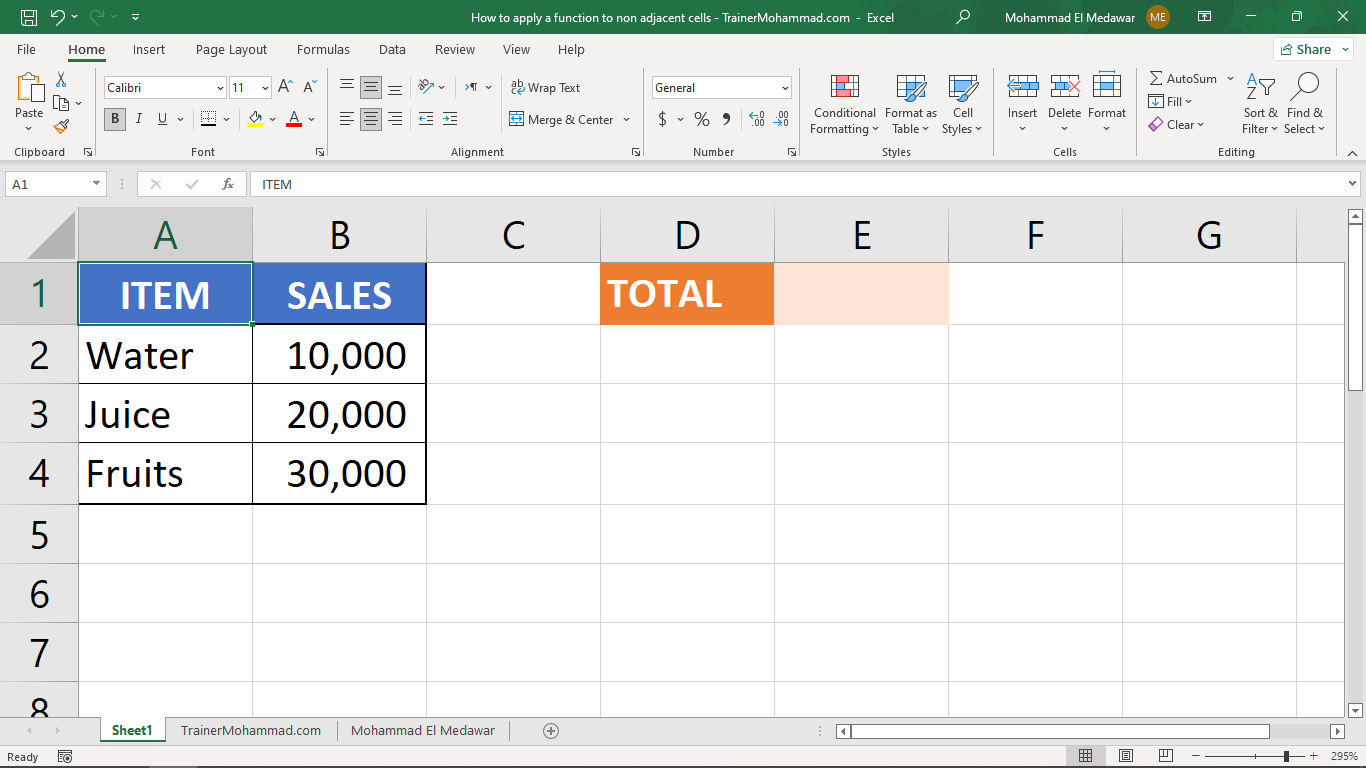 How to apply a function to non adjacent cells - TrainerMohammad.com - Excel
Mohammad El Medawar ME
File Home Insert Page Layout Formulas Data Review View Help Share
Paste
Clipboard
Calibri 11
B I U A
A A
Font
ab Wrap Text
Merge & Center
Alignment
General
$ % 9 .00 .00
Number
Conditional Formatting
Format as Table
Cell Styles
Styles
Insert Delete Format
Cells
AutoSum
Fill
Clear
Sort & Filter
Find & Select
Editing
A1 fx ITEM
A B C D E F G
1 ITEM SALES TOTAL
2 Water 10,000
3 Juice 20,000
4 Fruits 30,000
5
6
7
8
Sheet1 TrainerMohammad.com Mohammad El Medawar
Ready 295%